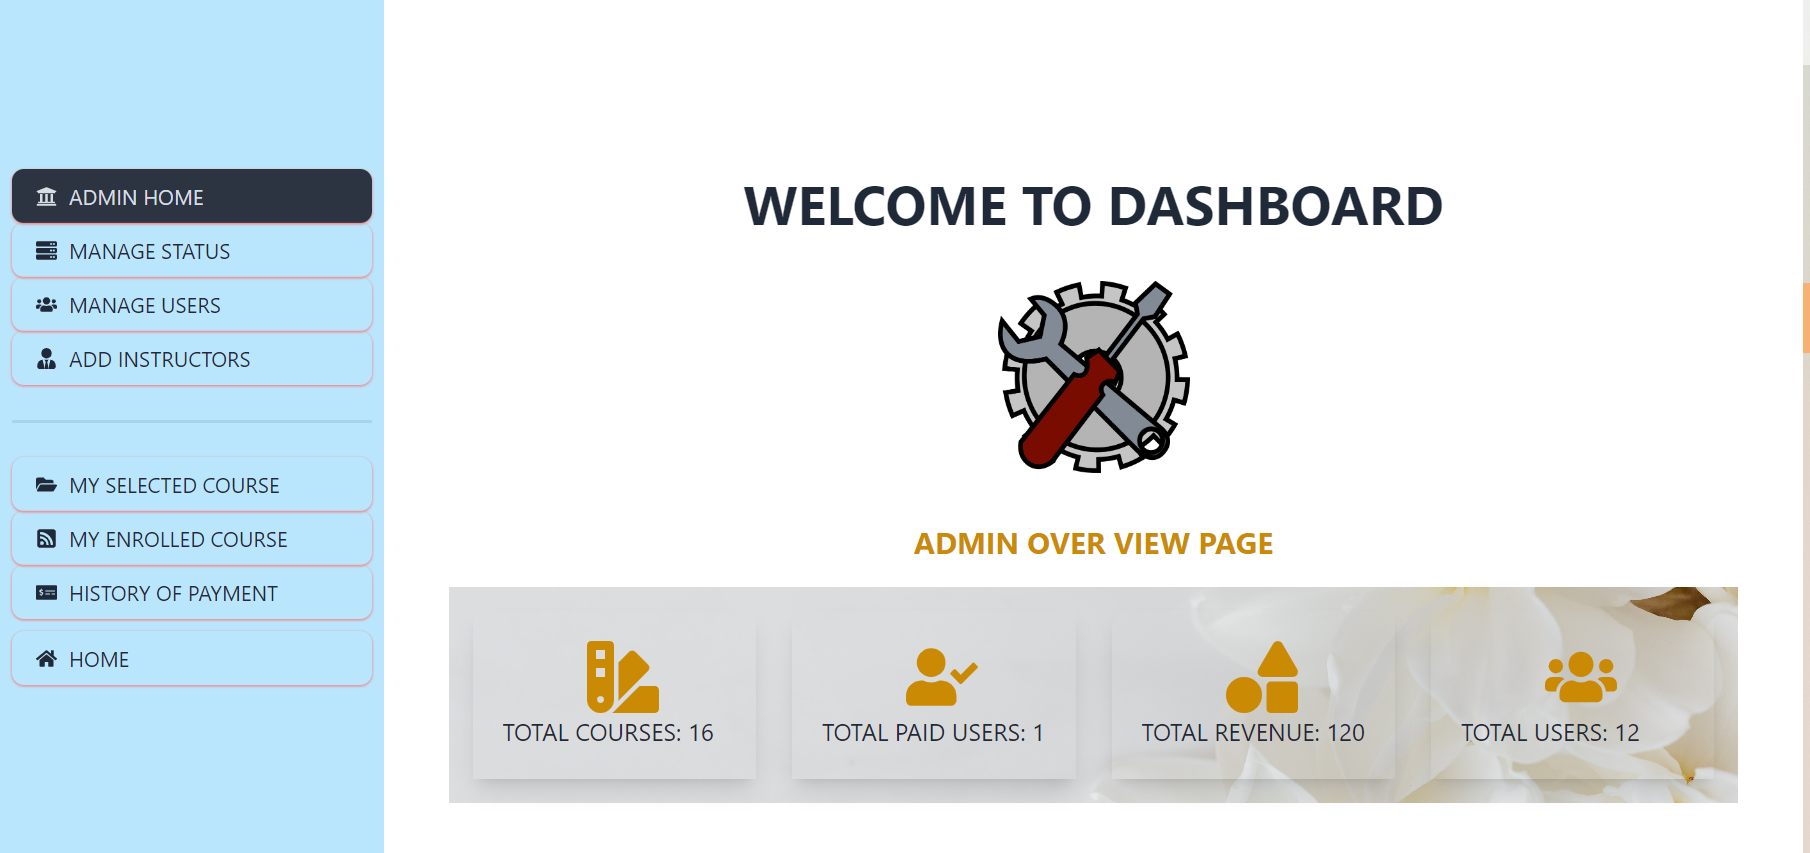 ADMIN HOME
MANAGE STATUS
MANAGE USERS
ADD INSTRUCTORS
MY SELECTED COURSE
MY ENROLLED COURSE
HISTORY OF PAYMENT
HOME
WELCOME TO DASHBOARD
ADMIN OVER VIEW PAGE
TOTAL COURSES: 16
TOTAL PAID USERS: 1
TOTAL REVENUE: 120
TOTAL USERS: 12